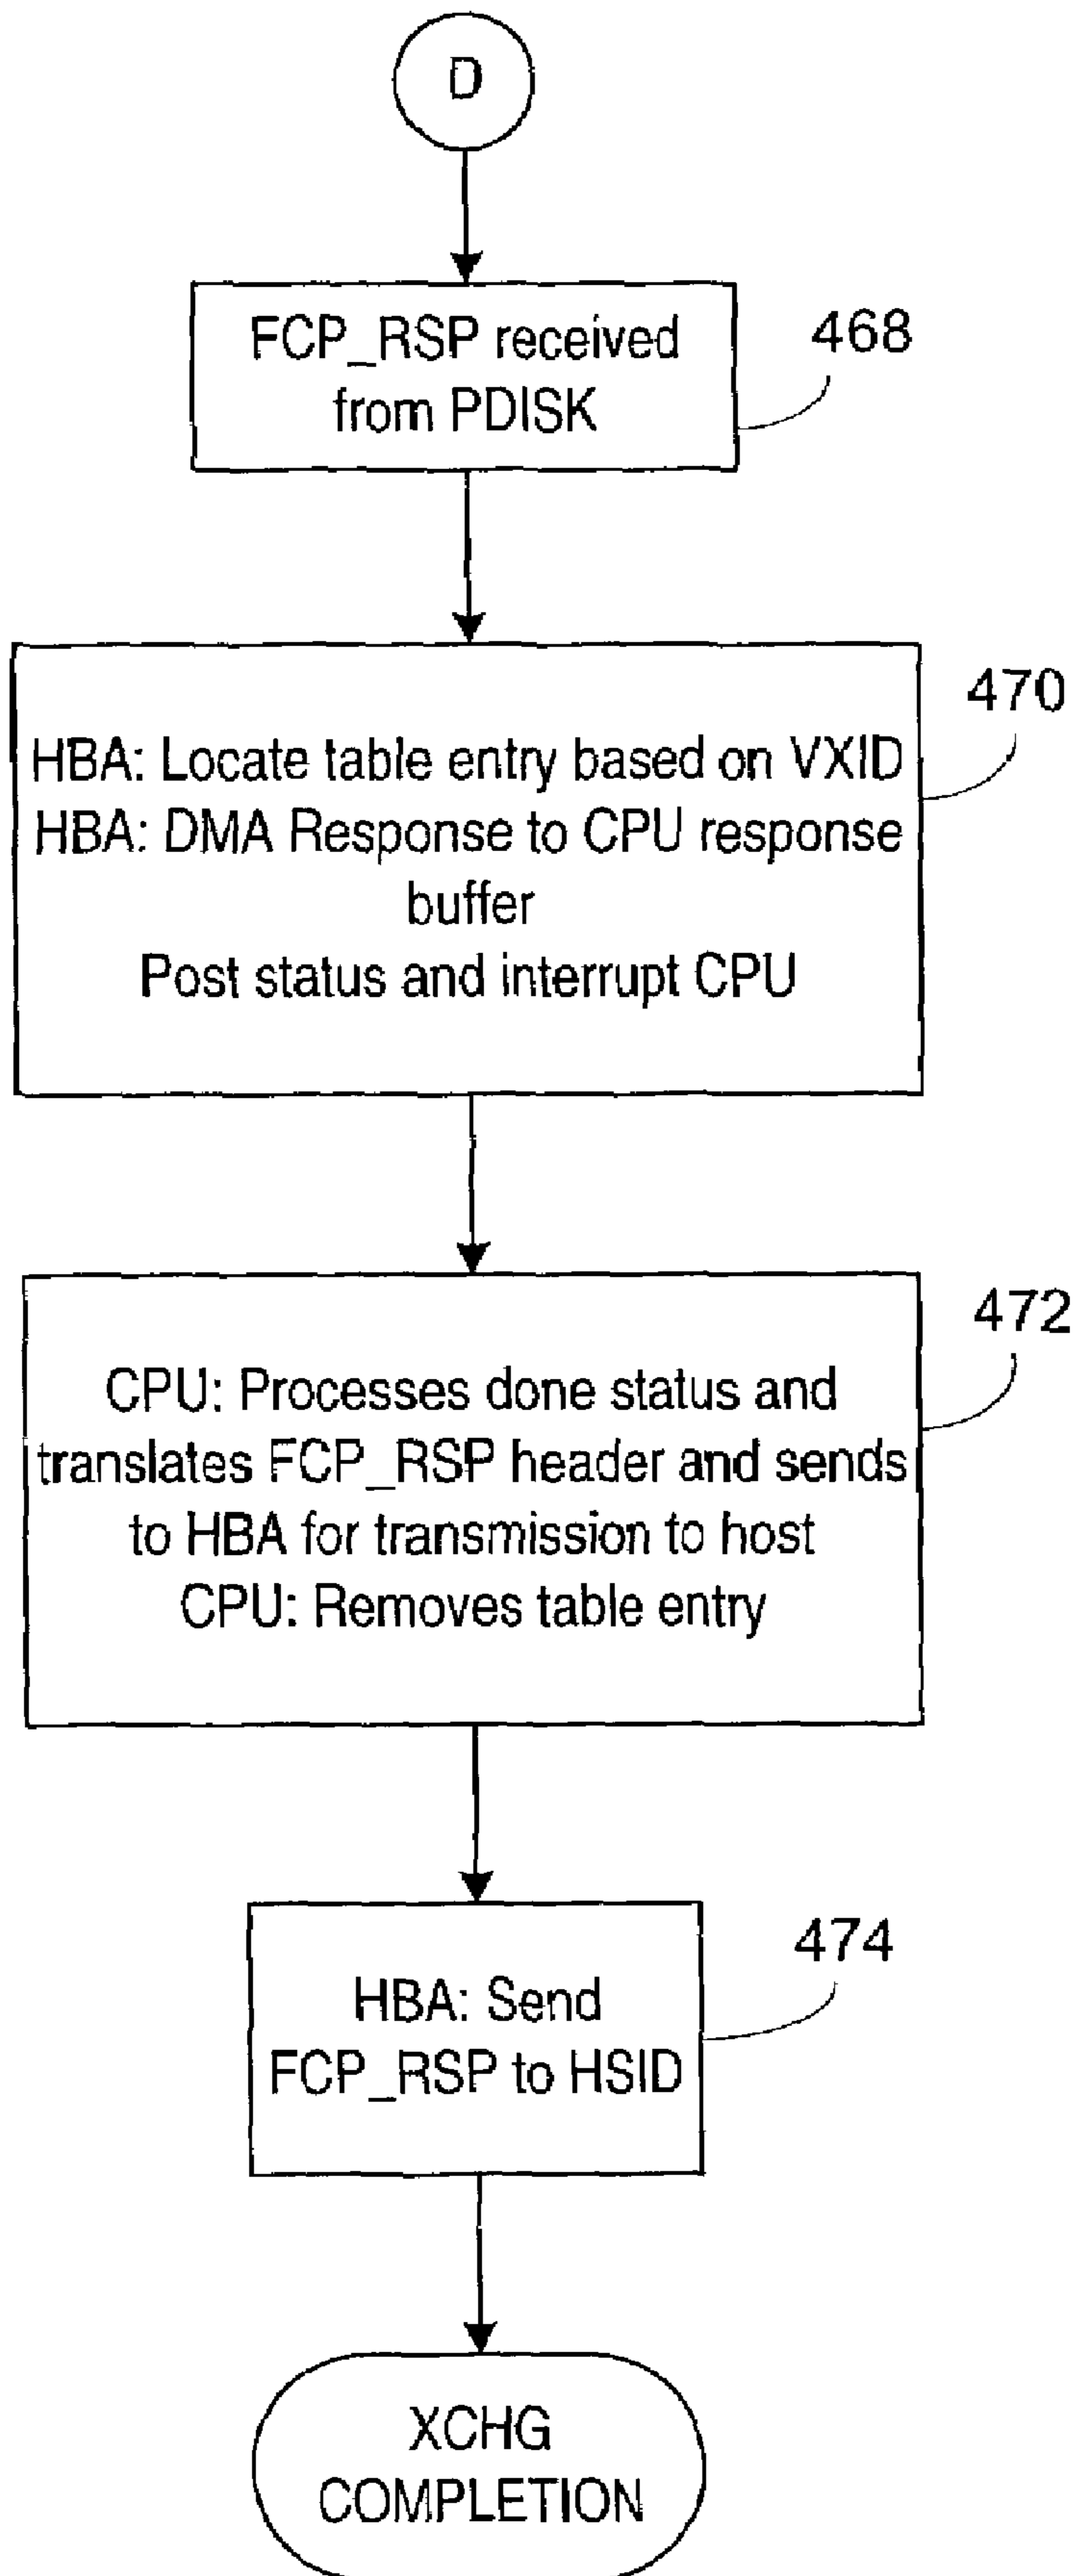 D
FCP_RSP received
from PDISK
468
HBA: Locate table entry based on VXID
HBA: DMA Response to CPU response
buffer
Post status and interrupt CPU
470
CPU: Processes done status and
translates FCP_RSP header and sends
to HBA for transmission to host
CPU: Removes table entry
472
HBA: Send
FCP_RSP to HSID
474
XCHG
COMPLETION